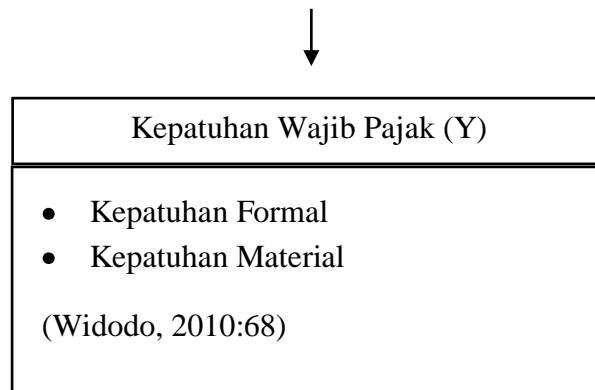 Kepatuhan Wajib Pajak (Y)
• Kepatuhan Formal
• Kepatuhan Material
(Widodo, 2010:68)